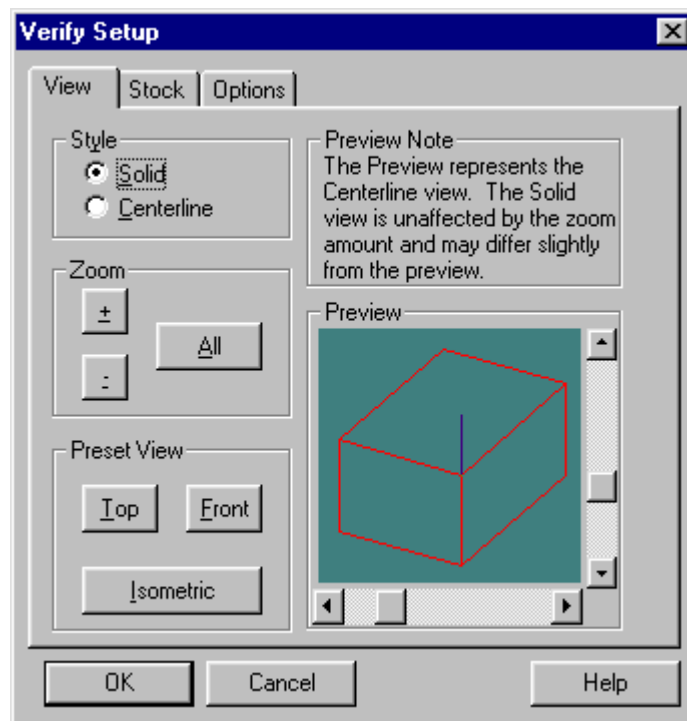 Verify Setup
View Stock Options
Style
Solid
Centerline
Preview Note
The Preview represents the
Centerline view. The Solid
view is unaffected by the zoom
amount and may differ slightly
from the preview.
Zoom
+
All
-
Preview
Preset View
Top Front
Isometric
OK Cancel Help